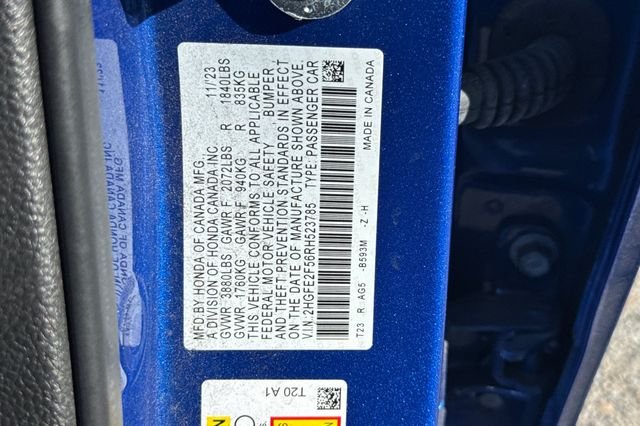 MFD. BY HONDA OF CANADA MFG. 11/23
A DIVISION OF HONDA CANADA INC.
GVWR 3880LBS GAWR F 2072LBS R 1840LBS
GVWR 1760KG GAWR F 940KG R 835KG
THIS VEHICLE CONFORMS TO ALL APPLICABLE
FEDERAL MOTOR VEHICLE SAFETY BUMPER
AND THEFT PREVENTION STANDARDS IN EFFECT
ON THE DATE OF MANUFACTURE SHOWN ABOVE.
V.I.N.:2HGFE2F56RH523785 TYPE: PASSENGER CAR
T23 R : AG5 -B593M -Z -H MADE IN CANADA
T20 A1